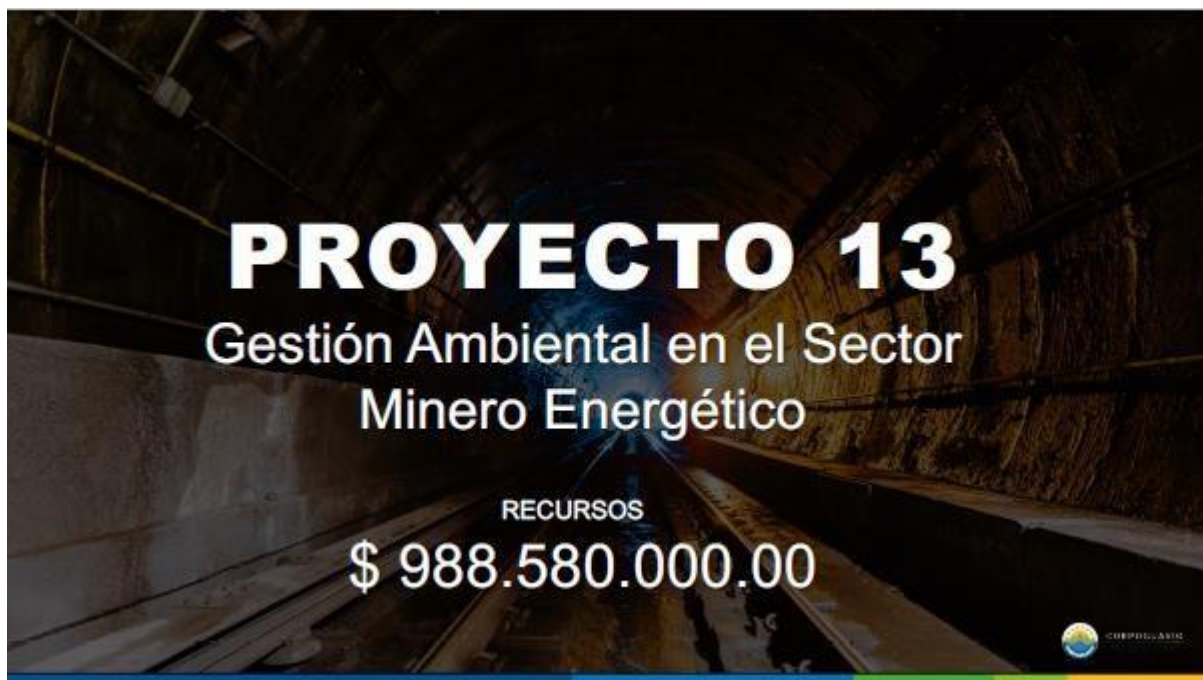 PROYECTO 13
Gestión Ambiental en el Sector
Minero Energético
RECURSOS
$ 988.580.000.00